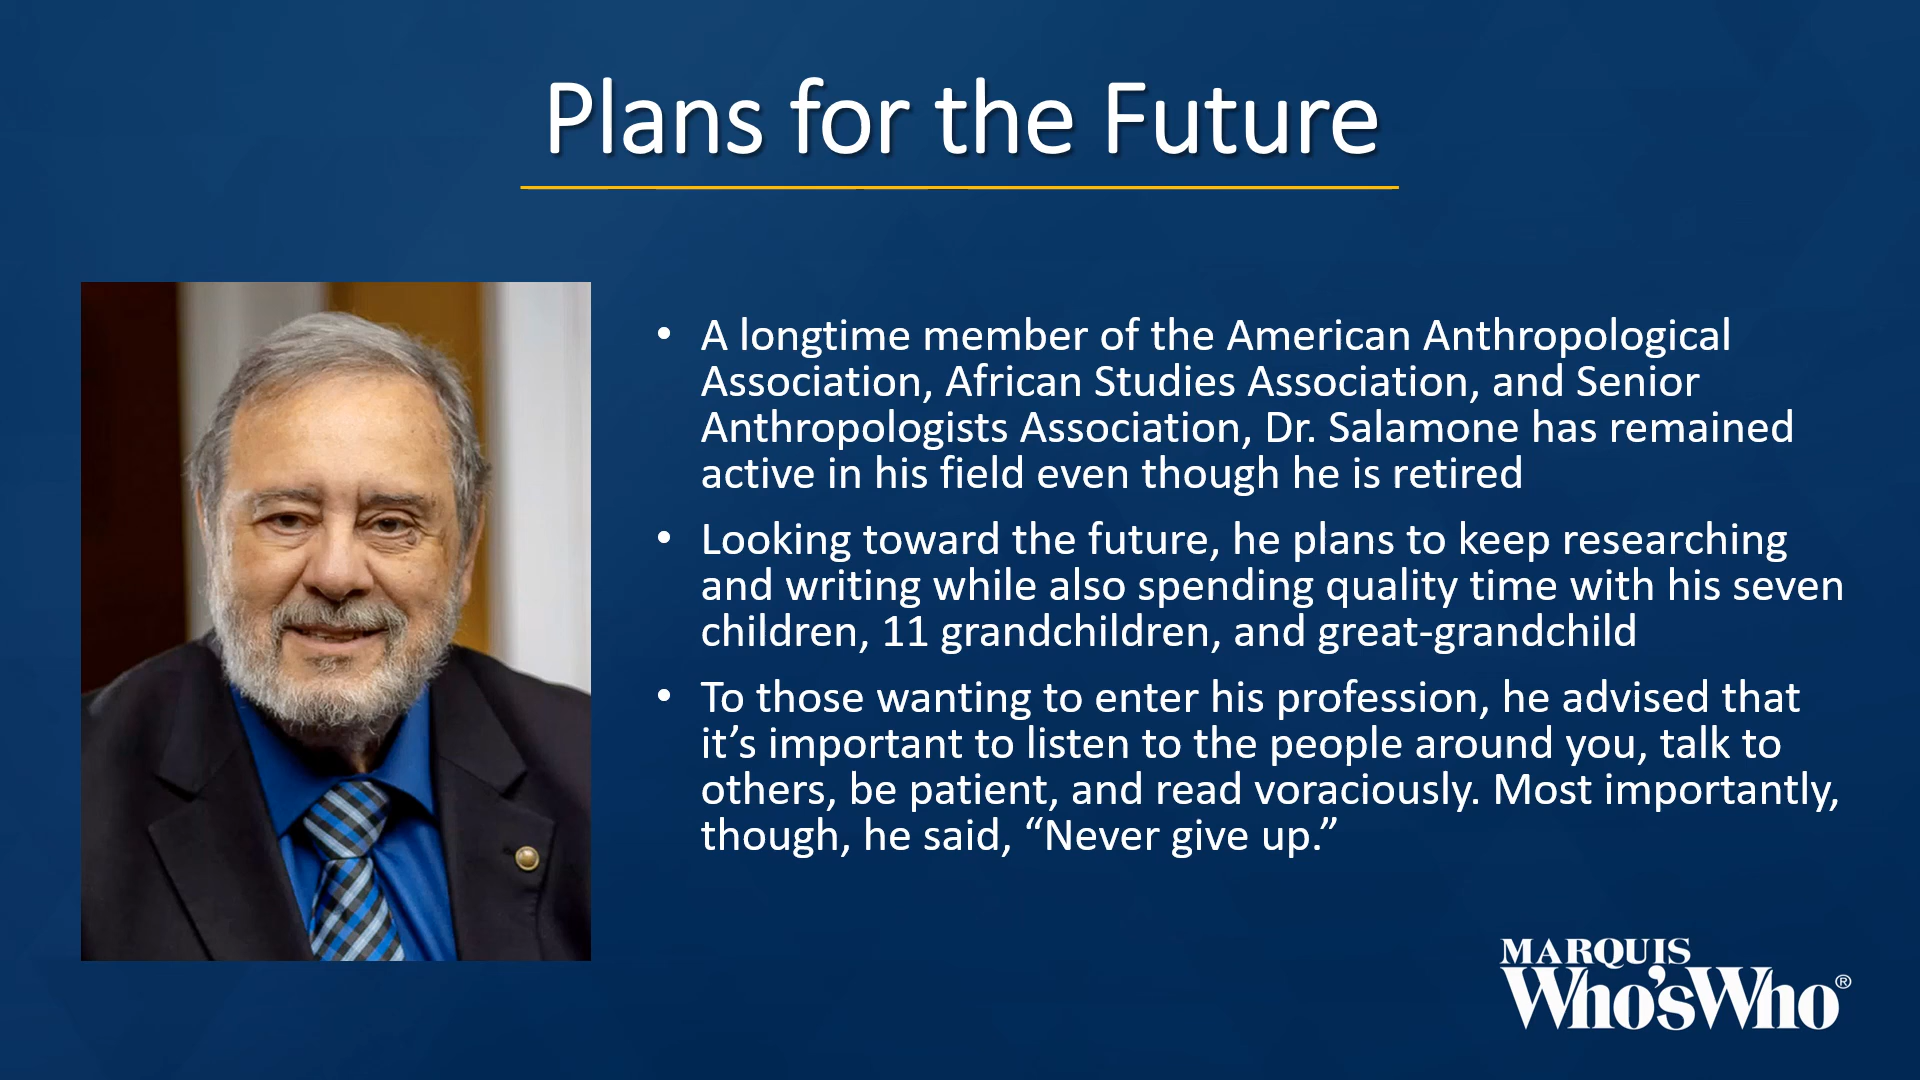 Plans for the Future
• A longtime member of the American Anthropological
Association, African Studies Association, and Senior
Anthropologists Association, Dr. Salamone has remained
active in his field even though he is retired
• Looking toward the future, he plans to keep researching
and writing while also spending quality time with his seven
children, 11 grandchildren, and great-grandchild
• To those wanting to enter his profession, he advised that
it’s important to listen to the people around you, talk to
others, be patient, and read voraciously. Most importantly,
though, he said, “Never give up.”
MARQUIS
Who'sWho®